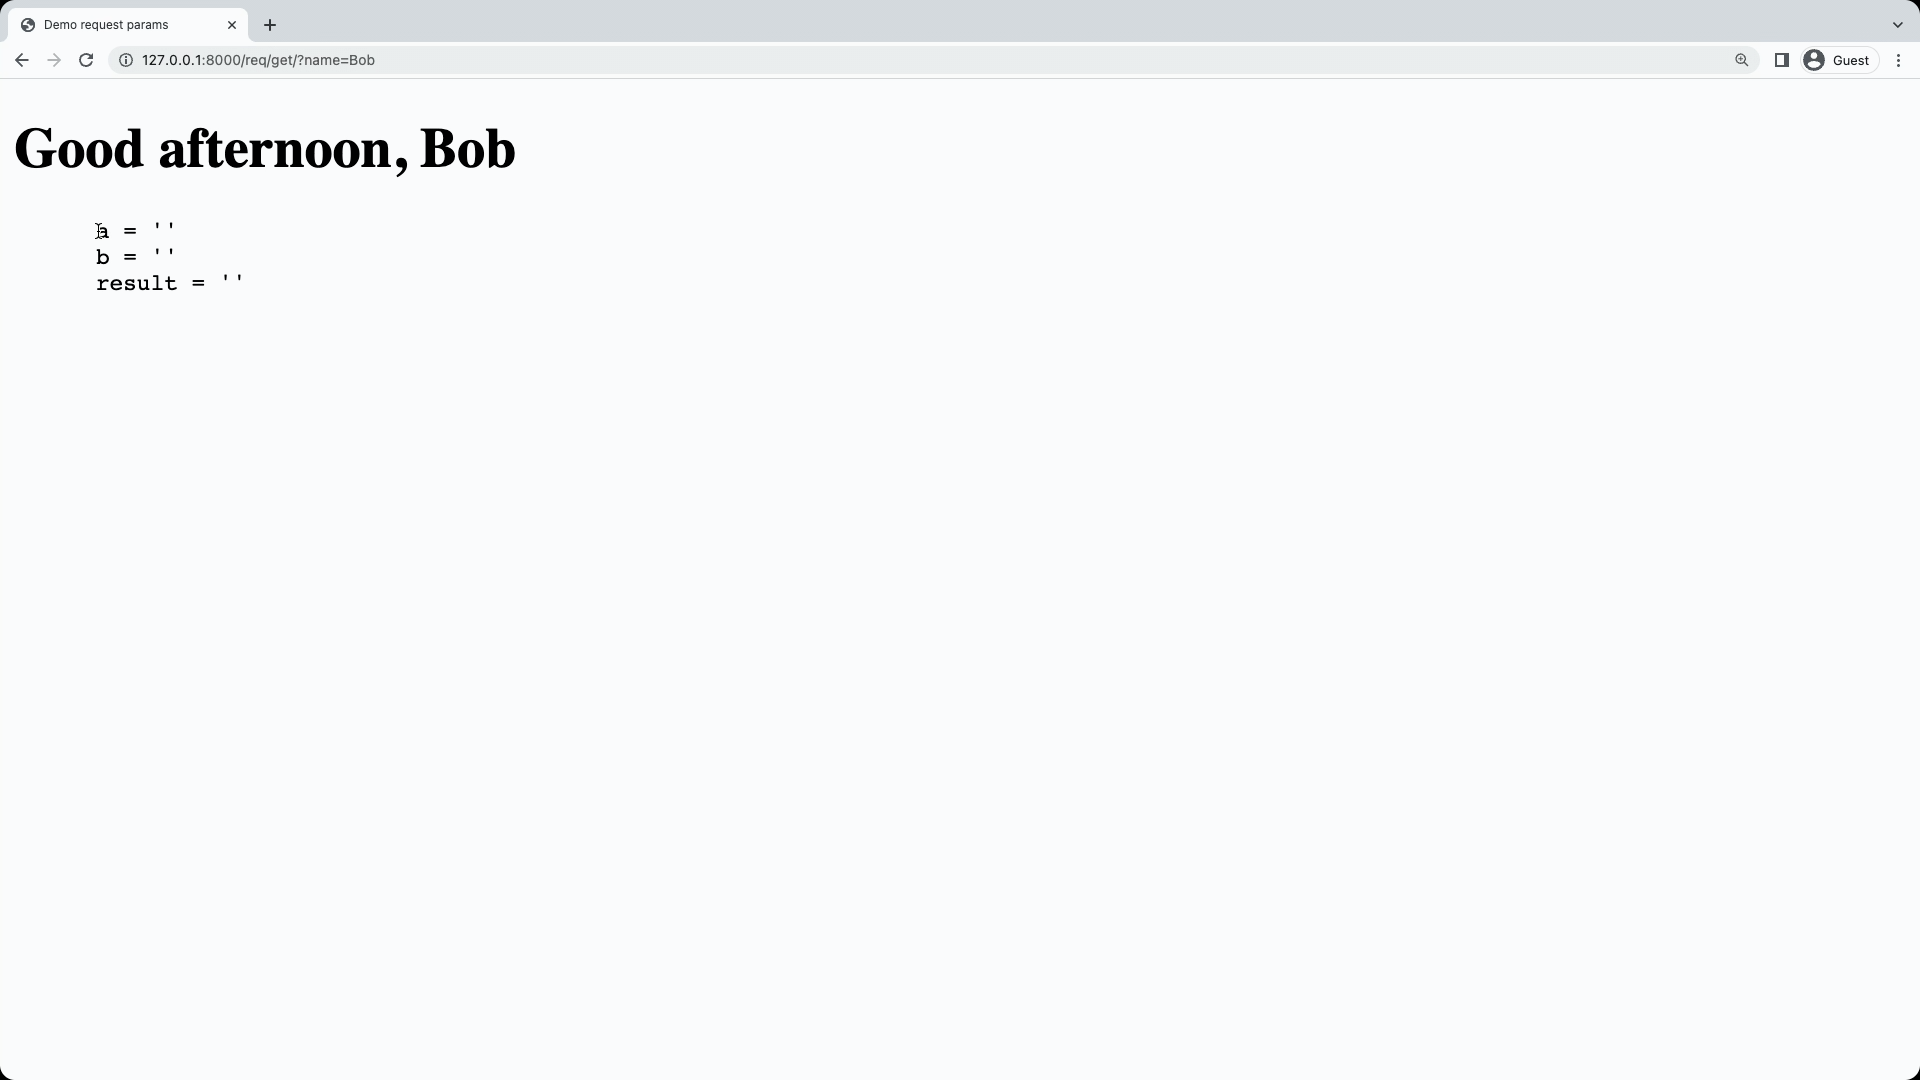 Demo request params
127.0.0.1:8000/req/get/?name=Bob
Guest
Good afternoon, Bob
a = ''
b = ''
result = ''